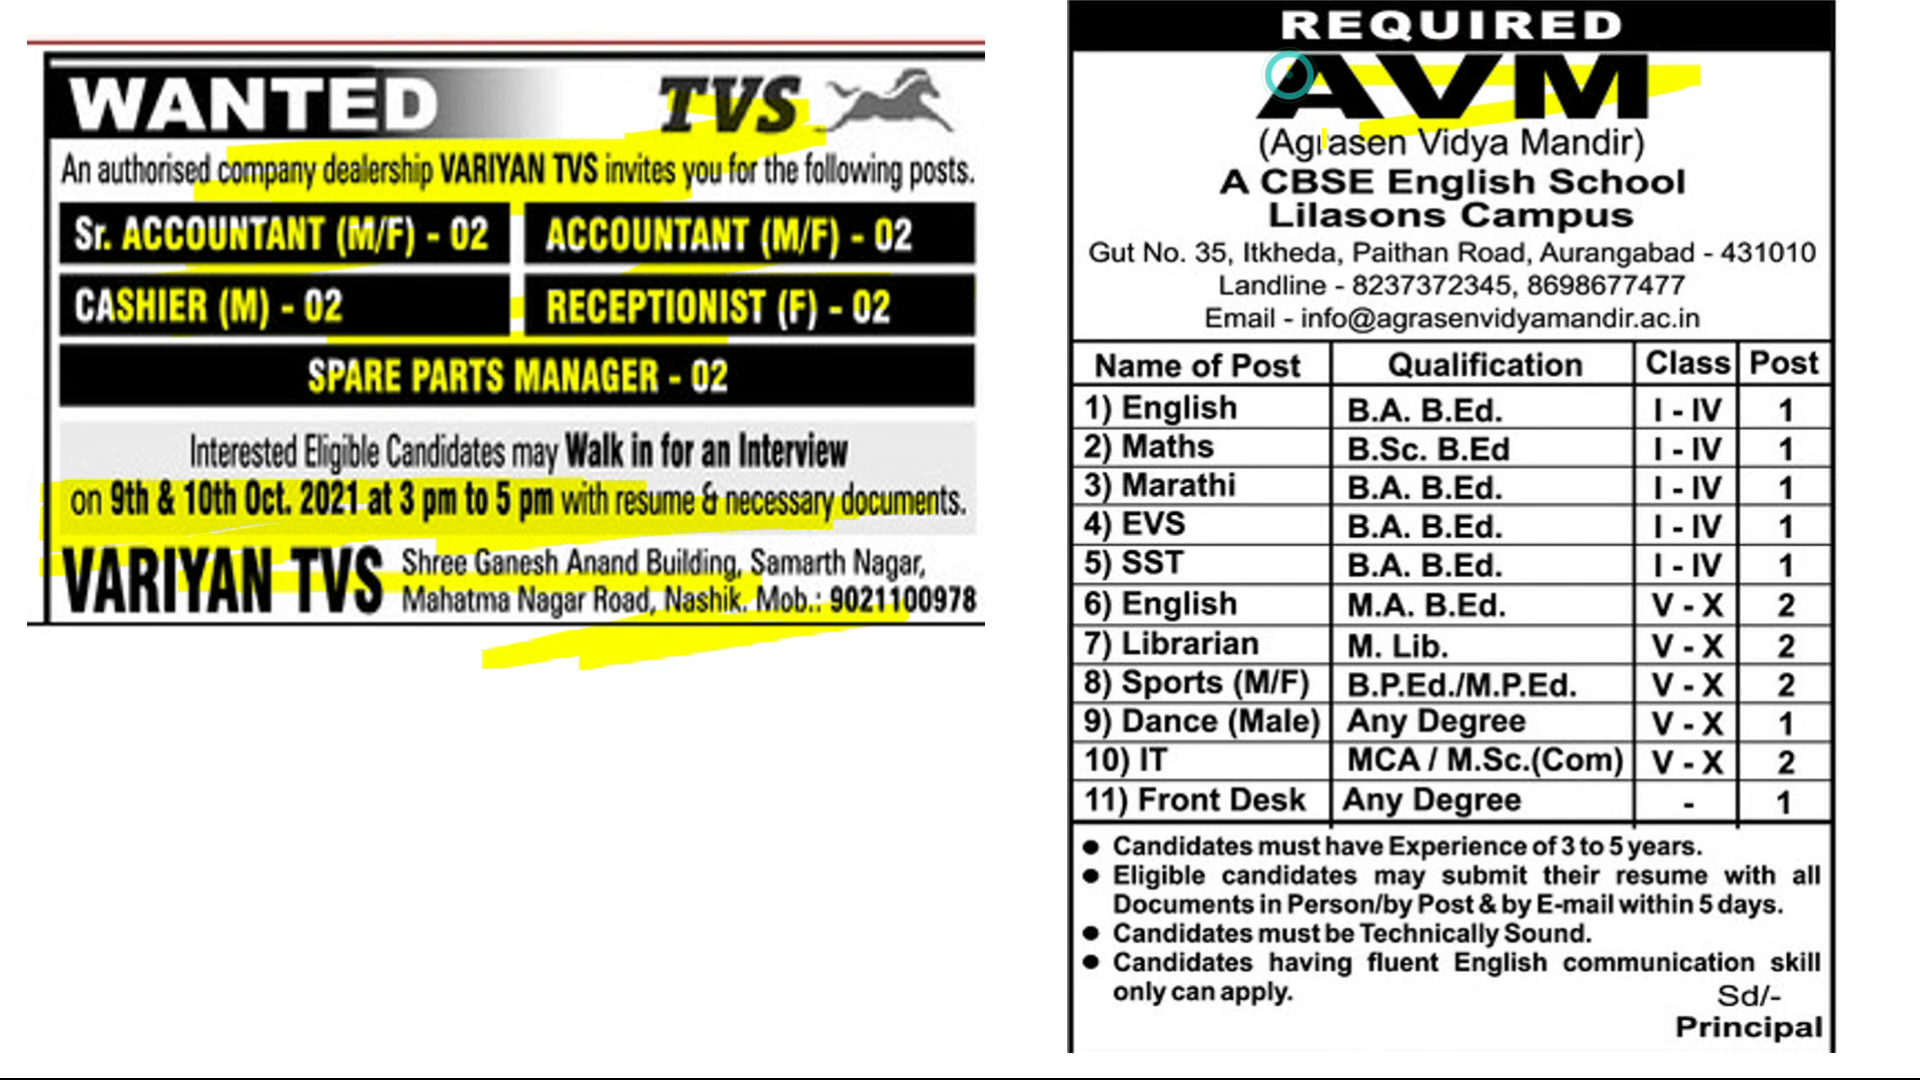 WANTED TVS
An authorised company dealership VARIYAN TVS invites you for the following posts.
Sr. ACCOUNTANT (M/F) - 02 ACCOUNTANT (M/F) - 02
CASHIER (M) - 02 RECEPTIONIST (F) - 02
SPARE PARTS MANAGER - 02
Interested Eligible Candidates may Walk in for an Interview
on 9th & 10th Oct. 2021 at 3 pm to 5 pm with resume & necessary documents.
VARIYAN TVS Shree Ganesh Anand Building, Samarth Nagar,
Mahatma Nagar Road, Nashik. Mob.: 9021100978
REQUIRED
AVM
(Agrasen Vidya Mandir)
A CBSE English School
Lilasons Campus
Gut No. 35, Itkheda, Paithan Road, Aurangabad - 431010
Landline - 8237372345, 8698677477
Email - info@agrasenvidyamandir.ac.in
Name of Post Qualification Class Post
1) English B.A. B.Ed. I - IV 1
2) Maths B.Sc. B.Ed I - IV 1
3) Marathi B.A. B.Ed. I - IV 1
4) EVS B.A. B.Ed. I - IV 1
5) SST B.A. B.Ed. I - IV 1
6) English M.A. B.Ed. V - X 2
7) Librarian M. Lib. V - X 2
8) Sports (M/F) B.P.Ed./M.P.Ed. V - X 2
9) Dance (Male) Any Degree V - X 1
10) IT MCA / M.Sc.(Com) V - X 2
11) Front Desk Any Degree - 1
● Candidates must have Experience of 3 to 5 years.
● Eligible candidates may submit their resume with all
Documents in Person/by Post & by E-mail within 5 days.
● Candidates must be Technically Sound.
● Candidates having fluent English communication skill
only can apply.
Sd/-
Principal